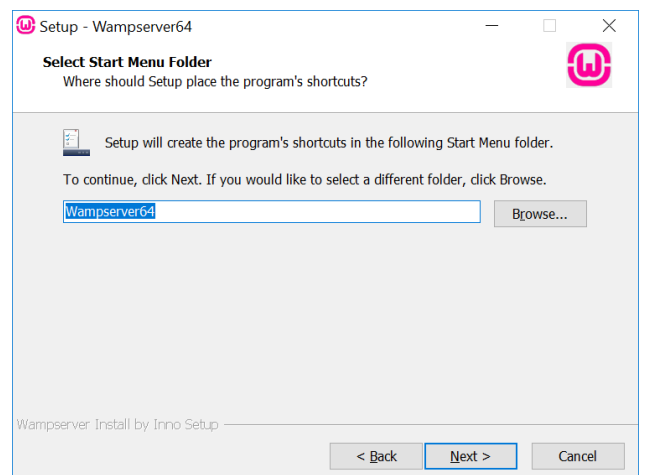 Setup - Wampserver64
Select Start Menu Folder
Where should Setup place the program's shortcuts?
Setup will create the program's shortcuts in the following Start Menu folder.
To continue, click Next. If you would like to select a different folder, click Browse.
Wampserver64
Browse...
Wampserver Install by Inno Setup
< Back
Next >
Cancel